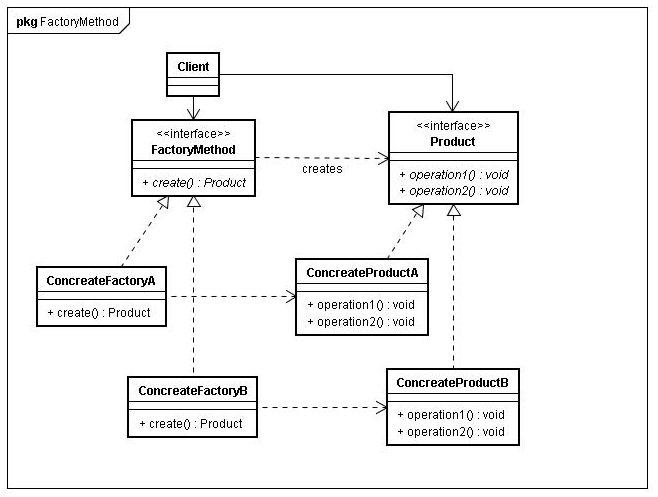 pkg FactoryMethod
Client
<<interface>>
FactoryMethod
+ create() : Product
creates
<<interface>>
Product
+ operation1() : void
+ operation2() : void
ConcreateFactoryA
+ create() : Product
ConcreateProductA
+ operation1() : void
+ operation2() : void
ConcreateFactoryB
+ create() : Product
ConcreateProductB
+ operation1() : void
+ operation2() : void